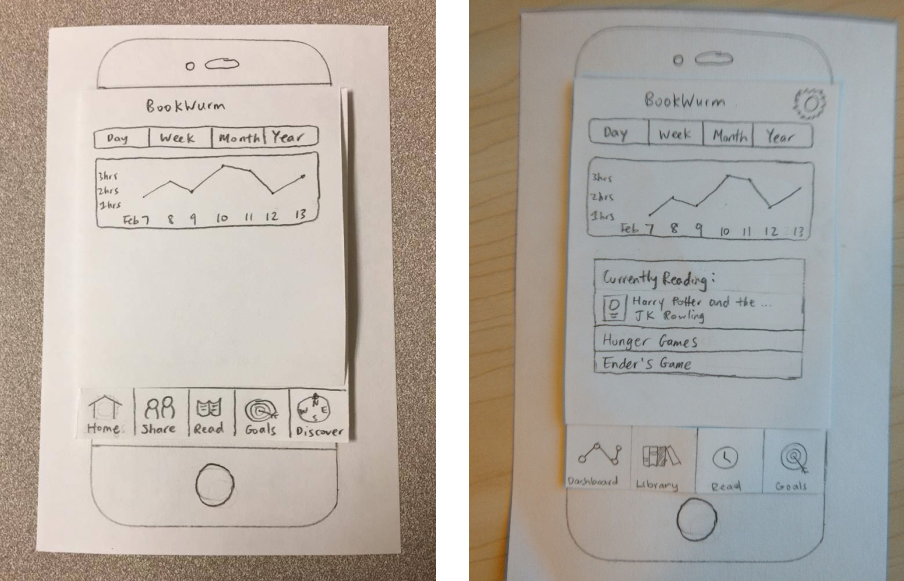 BookWurm
Day Week Month Year
3hrs
2hrs
1hrs
Feb 7 8 9 10 11 12 13
Home Share Read Goals Discover
N
W E
S
BookWurm
Day Week Month Year
3hrs
2hrs
1hrs
Feb 7 8 9 10 11 12 13
Currently Reading:
Harry Potter and the ...
JK Rowling
Hunger Games
Ender's Game
Dashboard Library Read Goals